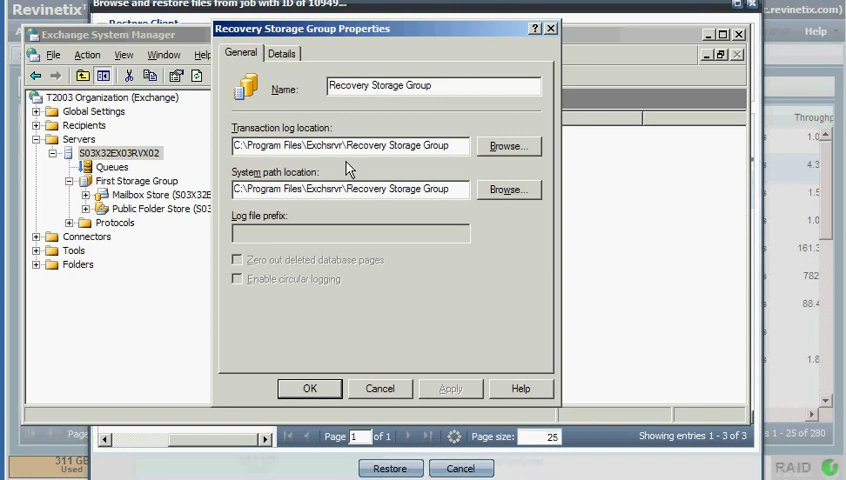 Browse and restore files from job with ID of 10949...
Revinetix
.revinetix.com)
Restore Client
Help
Exchange System Manager
File Action View Window Help
T2003 Organization (Exchange)
Global Settings
Recipients
Servers
S03X32EX03RVX02
Queues
First Storage Group
Mailbox Store (S03X32E
Public Folder Store (S03
Protocols
Connectors
Tools
Folders
Recovery Storage Group Properties
General Details
Name: Recovery Storage Group
Transaction log location:
C:\Program Files\Exchsrvr\Recovery Storage Group Browse...
System path location:
C:\Program Files\Exchsrvr\Recovery Storage Group Browse...
Log file prefix:
Zero out deleted database pages
Enable circular logging
OK Cancel Apply Help
Throughp
1.0
4.3
1.5
1.0
161.3
782
88.4
1.8
Page
Page 1 of 1 Page size: 25 Showing entries 1 - 3 of 3
s 1 - 25 of 280
311 GB
Used
Restore Cancel
RAID